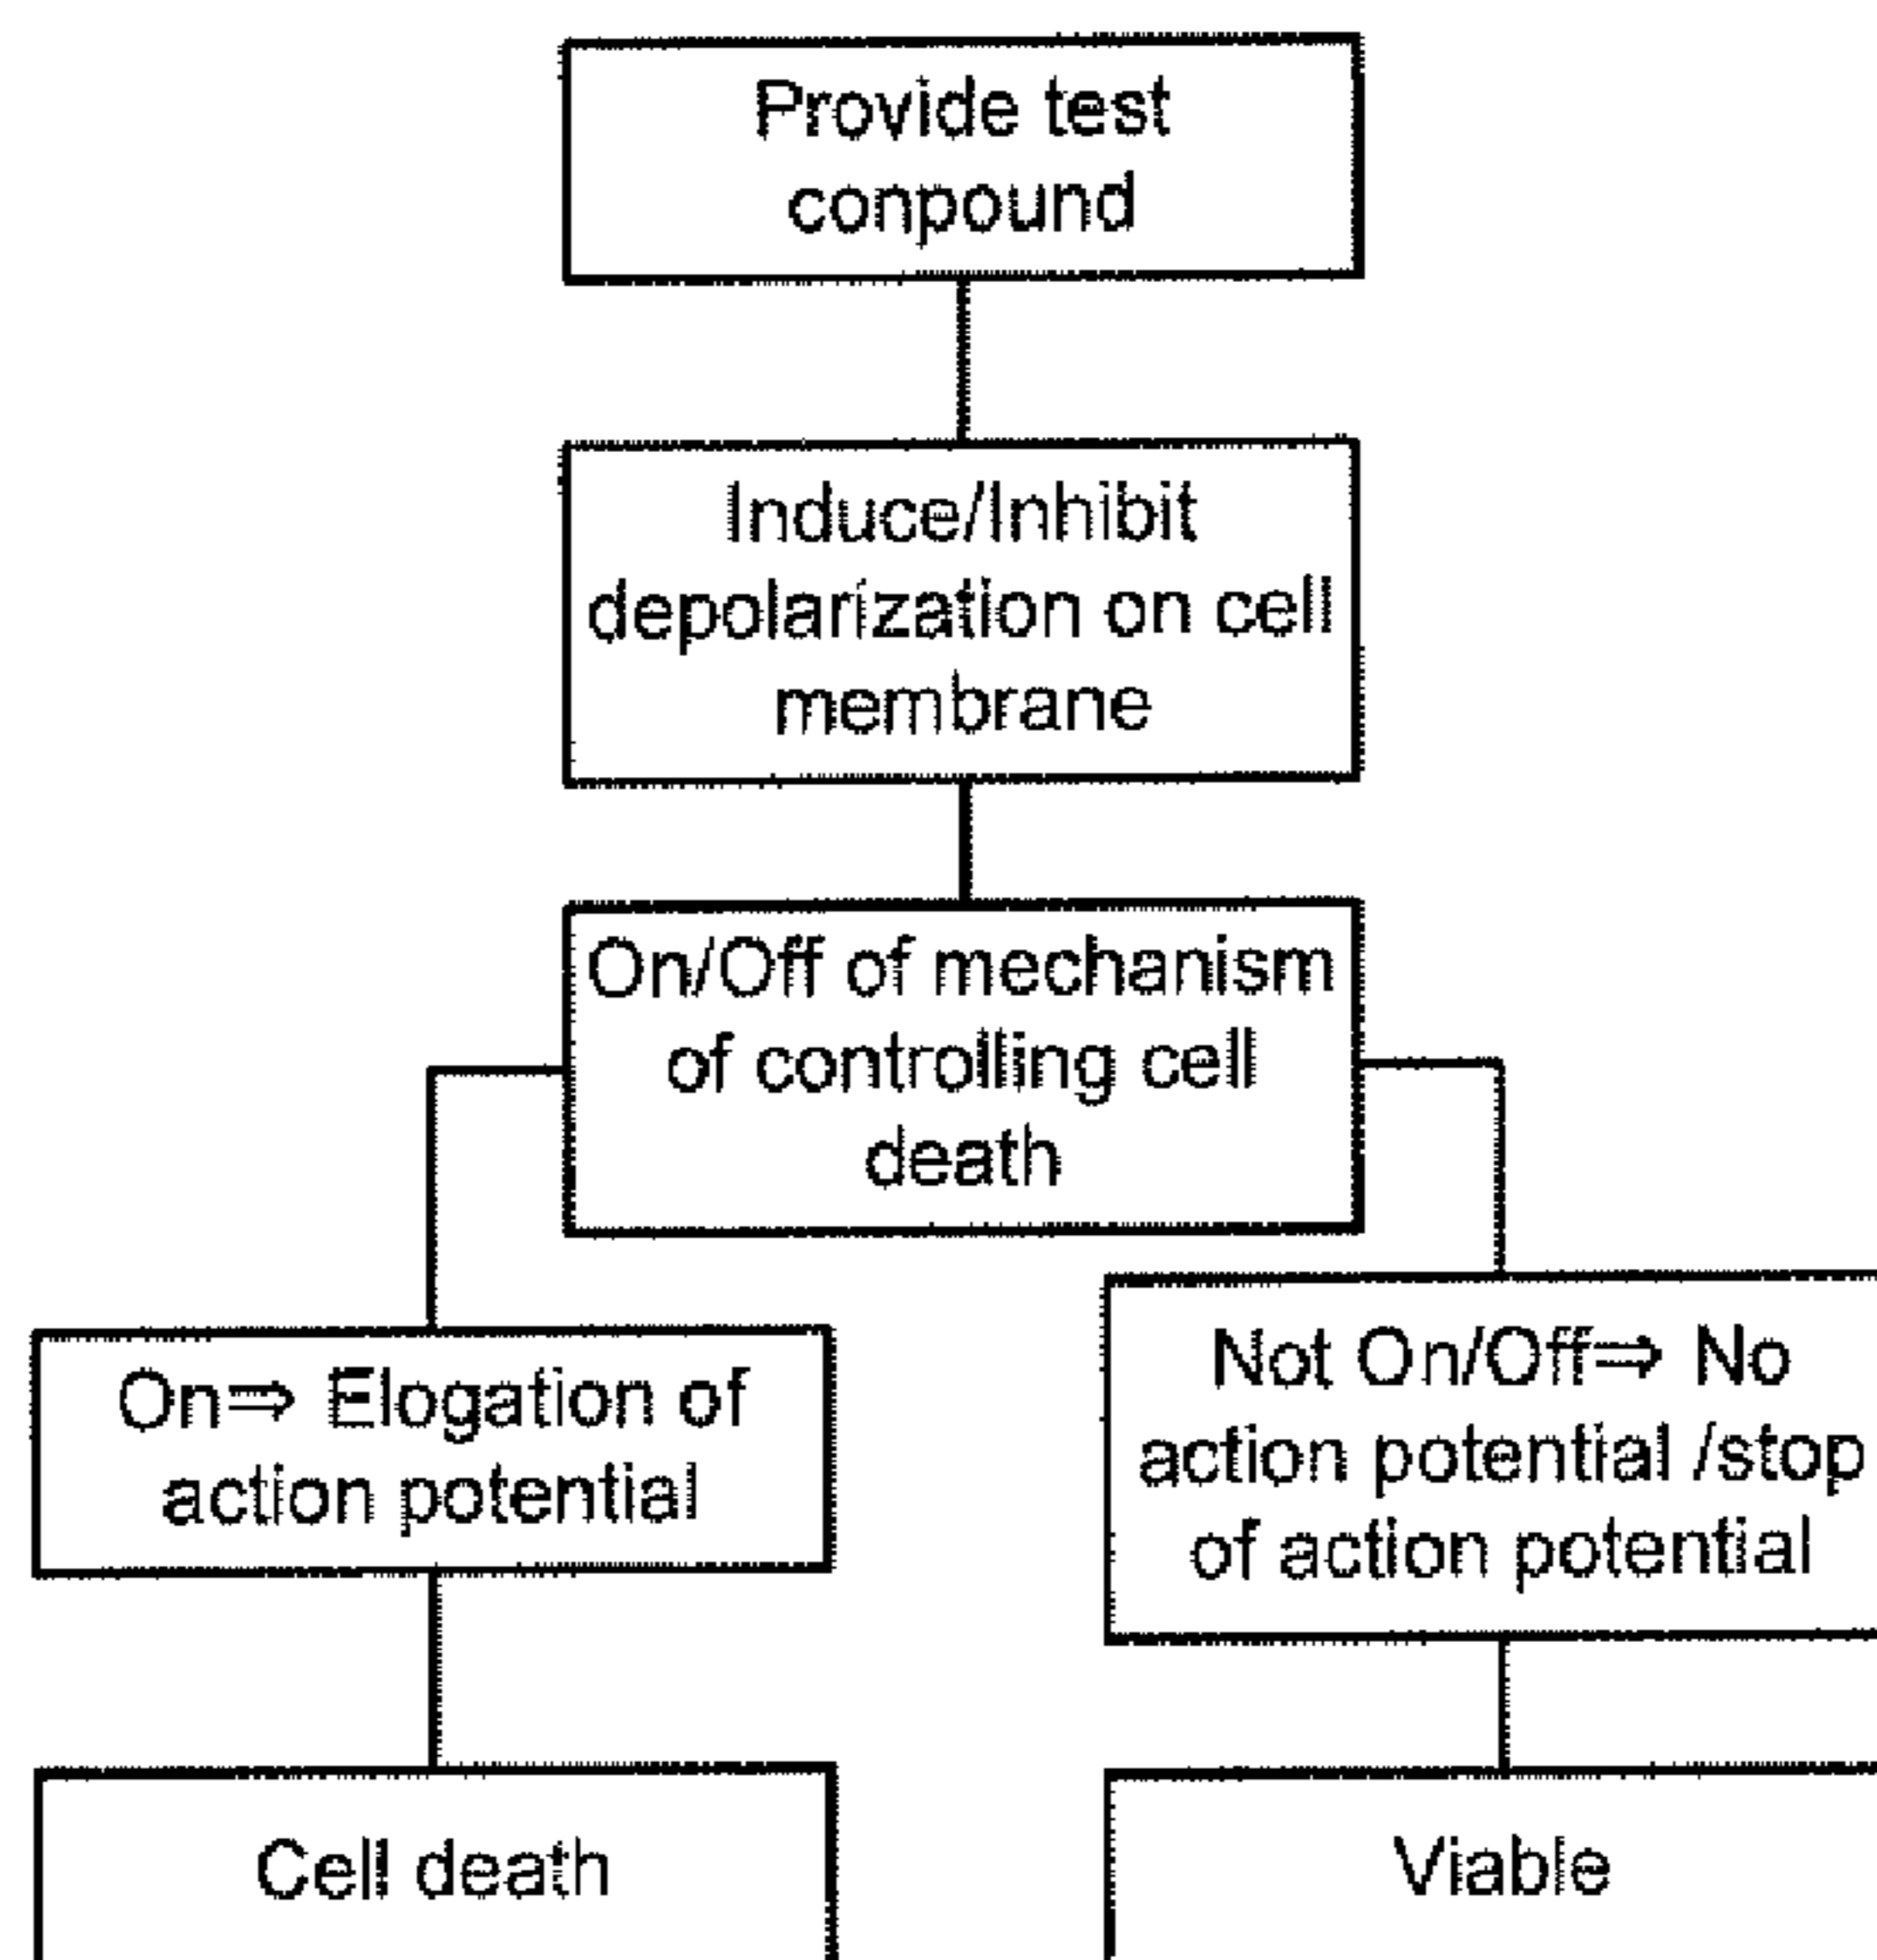 Provide test
conpound
Induce/Inhibit
depolarization on cell
membrane
On/Off of mechanism
of controlling cell
death
On⇒ Elogation of
action potential
Not On/Off⇒ No
action potential /stop
of action potential
Cell death
Viable